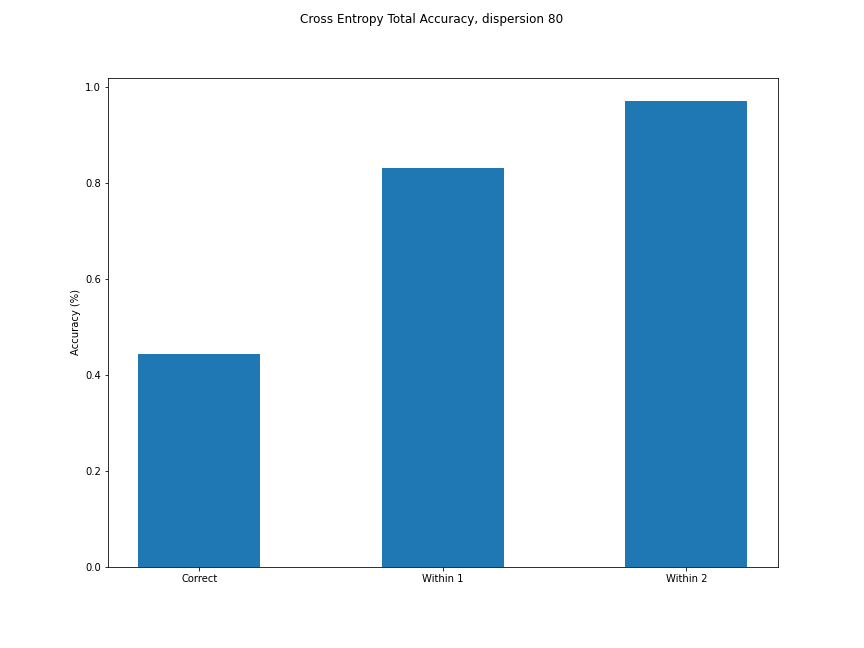 Cross Entropy Total Accuracy, dispersion 80
1.0
0.8
0.6
0.4
0.2
0.0
Accuracy (%)
Correct
Within 1
Within 2